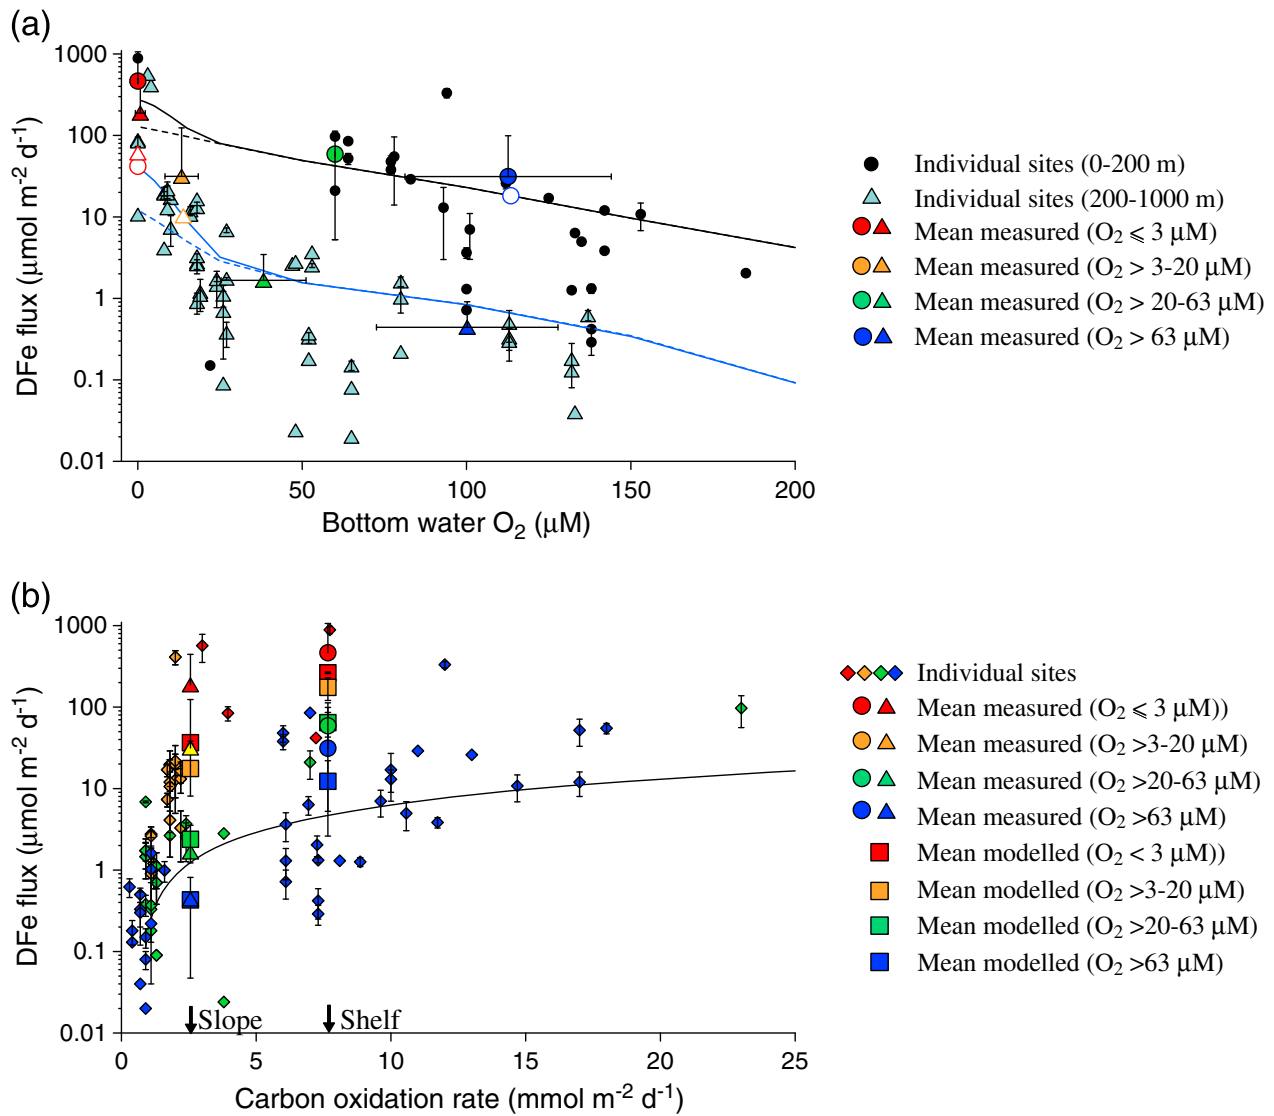 (a)
DFe flux (μmol m-2 d-1)
1000
100
10
1
0.1
0.01
0 50 100 150 200
Bottom water O2 (μM)
Individual sites (0-200 m)
Individual sites (200-1000 m)
Mean measured (O2 ⩽ 3 μM)
Mean measured (O2 > 3-20 μM)
Mean measured (O2 > 20-63 μM)
Mean measured (O2 > 63 μM)
(b)
DFe flux (μmol m-2 d-1)
1000
100
10
1
0.1
0.01
Slope Shelf
0 5 10 15 20 25
Carbon oxidation rate (mmol m-2 d-1)
Individual sites
Mean measured (O2 ⩽ 3 μM))
Mean measured (O2 >3-20 μM)
Mean measured (O2 >20-63 μM)
Mean measured (O2 >63 μM)
Mean modelled (O2 < 3 μM))
Mean modelled (O2 >3-20 μM)
Mean modelled (O2 >20-63 μM)
Mean modelled (O2 >63 μM)